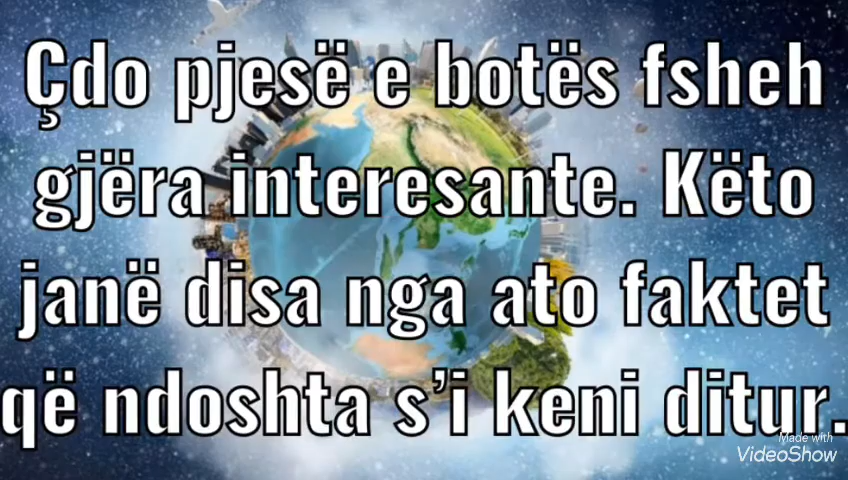 Çdo pjesë e botës fsheh
gjëra interesante. Këto
janë disa nga ato faktet
që ndoshta s’i keni ditur.
Made with
VideoShow